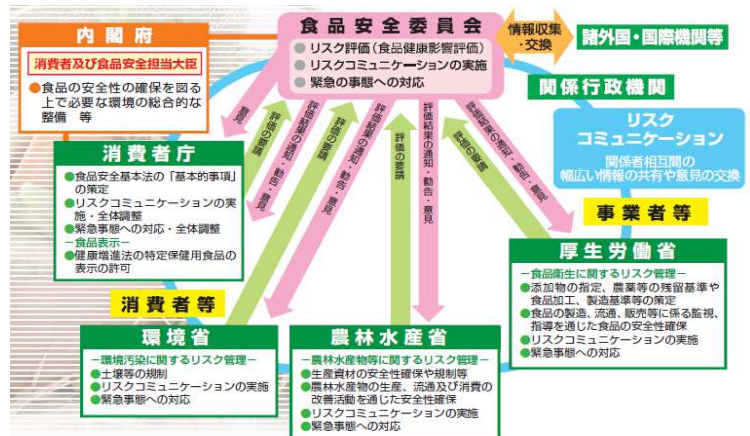 内閣府
消費者及び食品安全担当大臣
●食品の安全性の確保を図る
上で必要な環境の総合的な
整備 等
食品安全委員会
●リスク評価(食品健康影響評価)
●リスクコミュニケーションの実施
●緊急の事態への対応
情報収集
・交換
諸外国・国際機関等
関係行政機関
リスク
コミュニケーション
関係者相互間の
幅広い情報の共有や意見の交換
意見
評価の要請
評価結果の通知・勧告・意見
評価の要請
評価結果の通知・勧告・意見
評価の要請
評価結果の通知・勧告・意見
評価の要請
評価結果の通知・勧告・意見
消費者庁
●食品安全基本法の「基本的事項」
の策定
●リスクコミュニケーションの実
施・全体調整
●緊急事態への対応・全体調整
−食品表示−
●健康増進法の特定保健用食品の
表示の許可
事業者等
厚生労働省
−食品衛生に関するリスク管理−
●添加物の指定、農薬等の残留基準や
食品加工、製造基準等の策定
●食品の製造、流通、販売等に係る監視、
指導を通じた食品の安全性確保
●リスクコミュニケーションの実施
●緊急事態への対応
消費者等
環境省
−環境汚染に関するリスク管理−
●土壌等の規制
●リスクコミュニケーションの実施
●緊急事態への対応
農林水産省
−農林水産物等に関するリスク管理−
●生産資材の安全性確保や規制等
●農林水産物の生産、流通及び消費の
改善活動を通じた安全性確保
●リスクコミュニケーションの実施
●緊急事態への対応